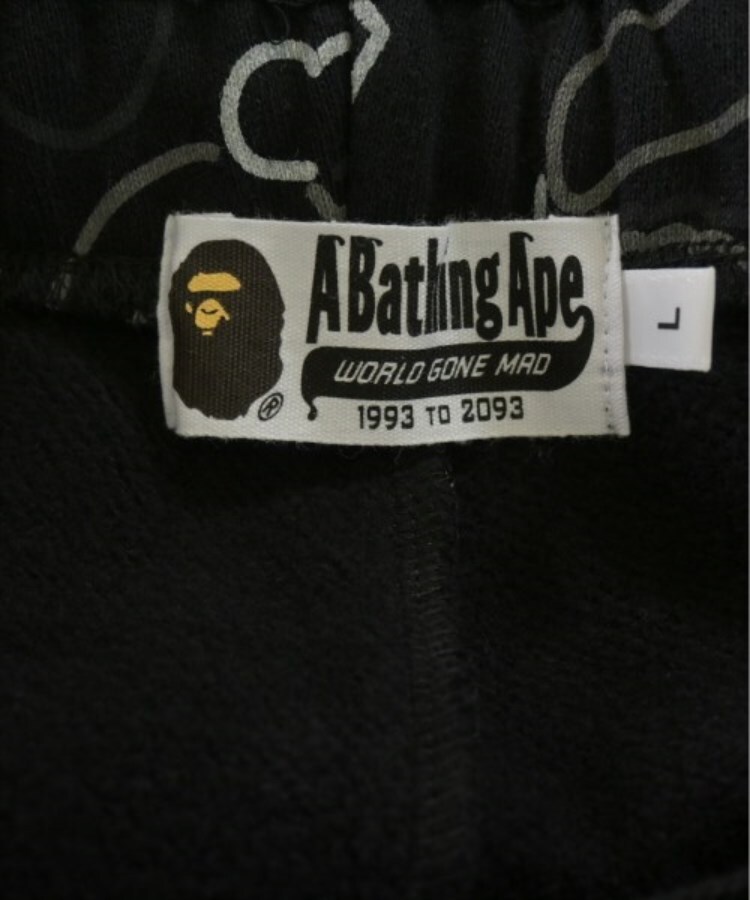 A Bathing Ape
WORLD GONE MAD
1993 TO 2093
®
L